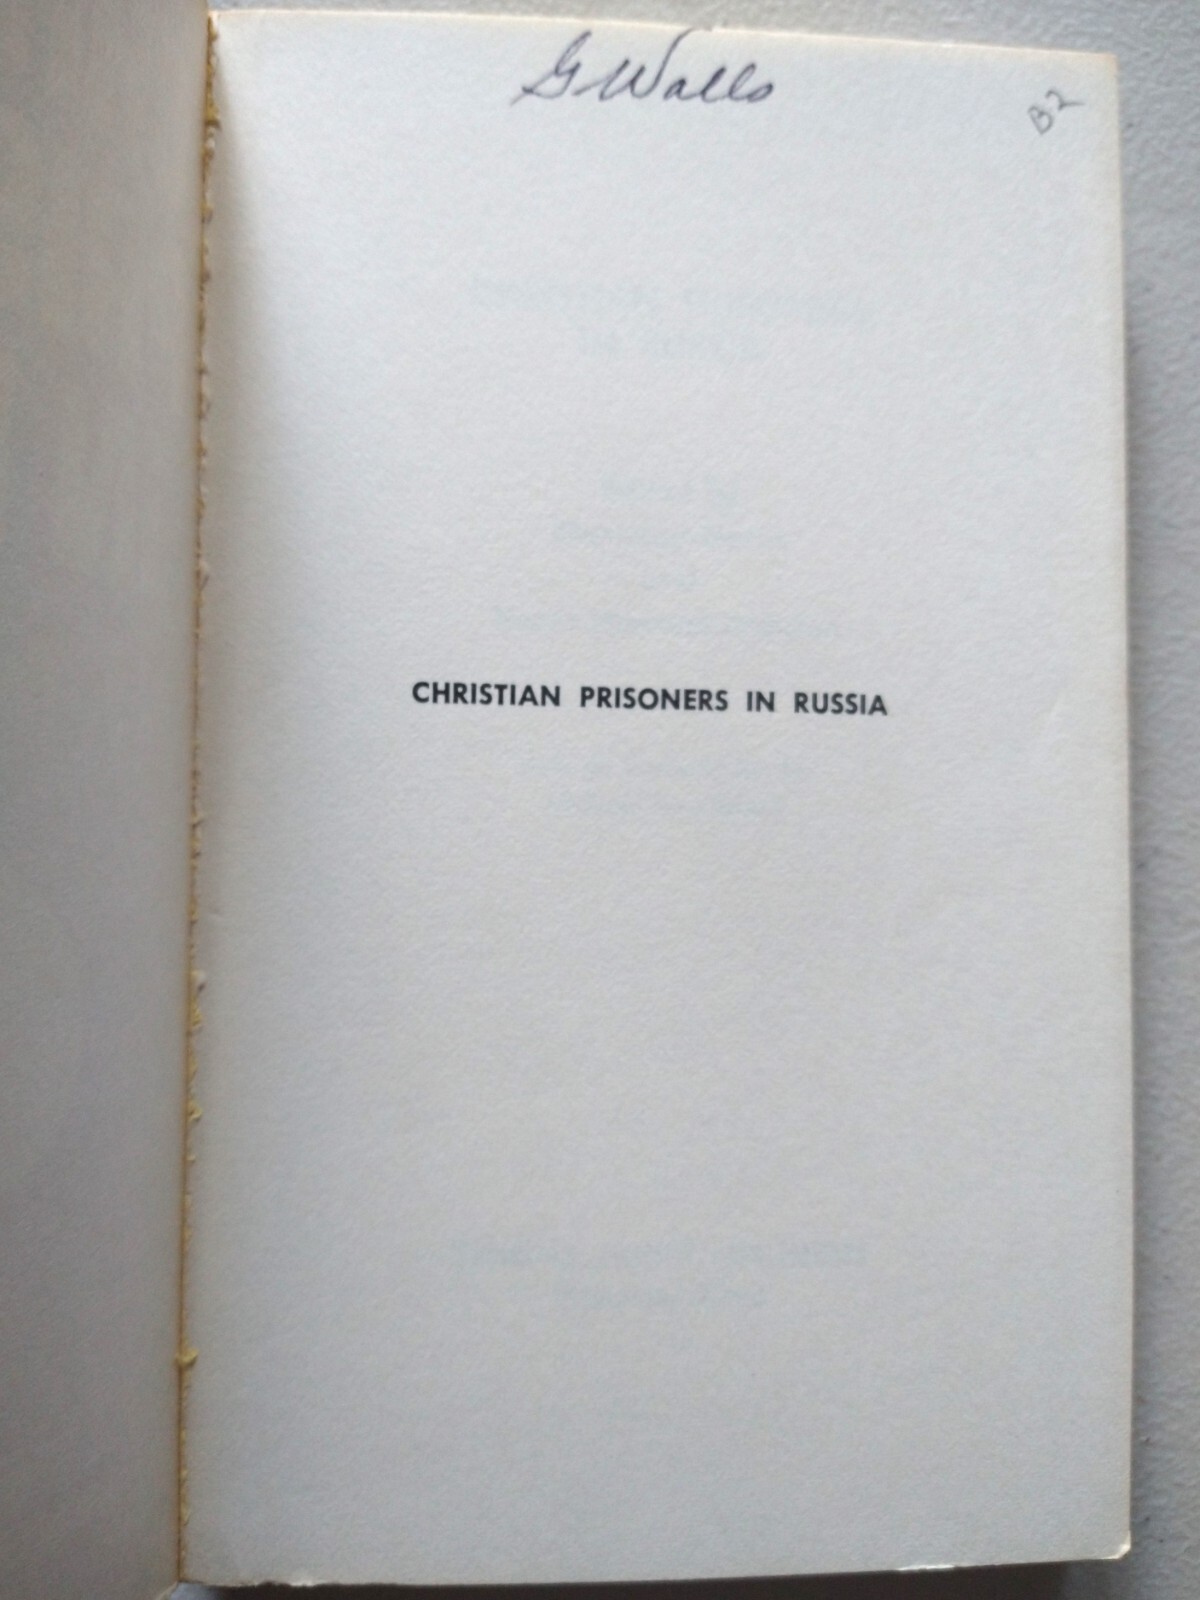 G Walls
B2
CHRISTIAN PRISONERS IN RUSSIA